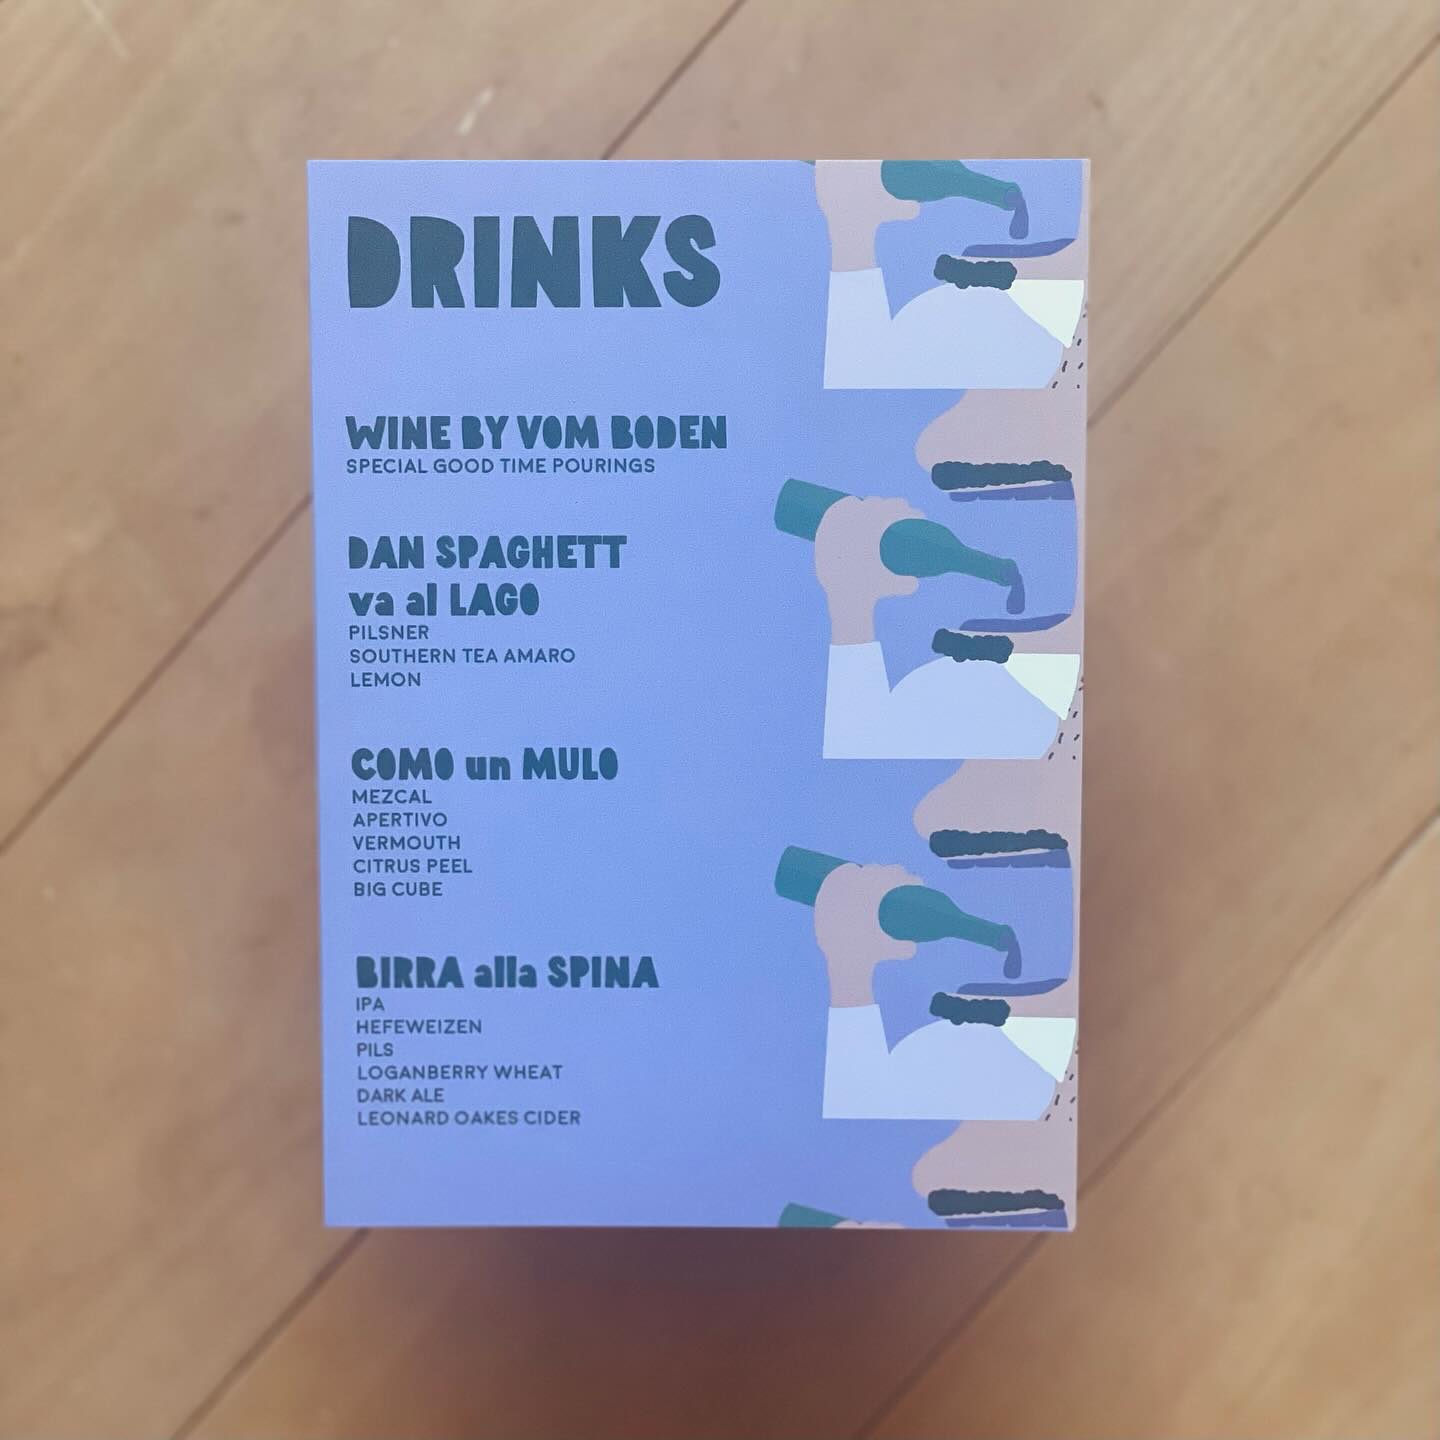 DRINKS
WINE BY VOM BODEN
SPECIAL GOOD TIME POURINGS
DAN SPAGHETT
va al LAGO
PILSNER
SOUTHERN TEA AMARO
LEMON
COMO un MULO
MEZCAL
APERTIVO
VERMOUTH
CITRUS PEEL
BIG CUBE
BIRRA alla SPINA
IPA
HEFEWEIZEN
PILS
LOGANBERRY WHEAT
DARK ALE
LEONARD OAKES CIDER